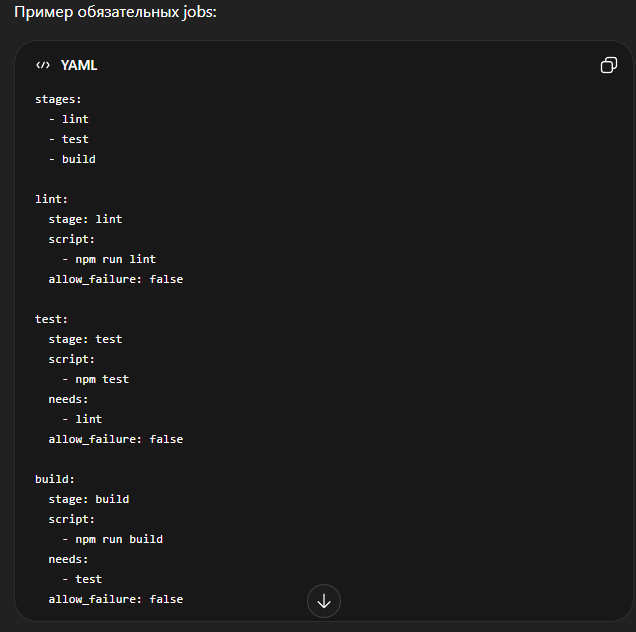 Пример обязательных jobs:
</> YAML
stages:
  - lint
  - test
  - build

lint:
  stage: lint
  script:
    - npm run lint
  allow_failure: false

test:
  stage: test
  script:
    - npm test
  needs:
    - lint
  allow_failure: false

build:
  stage: build
  script:
    - npm run build
  needs:
    - test
  allow_failure: false